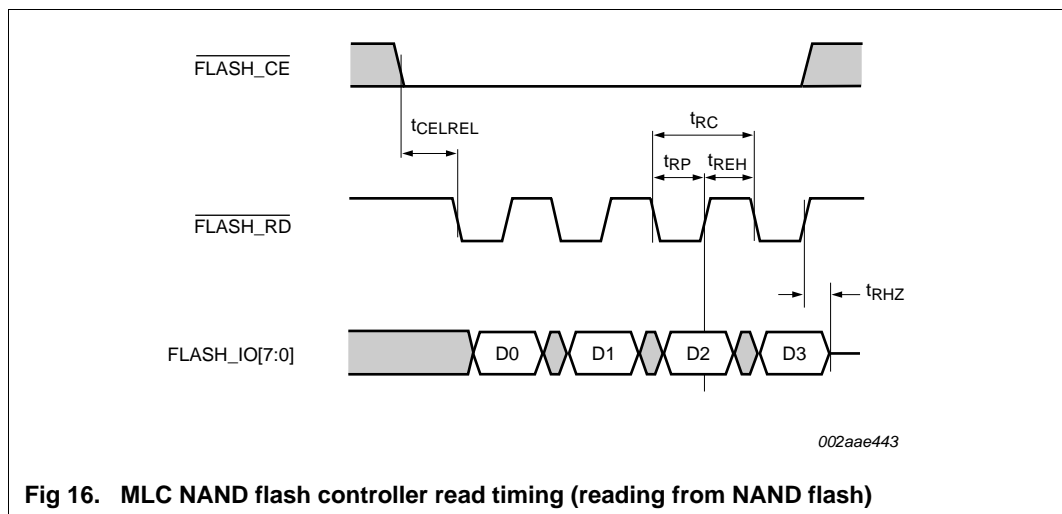 FLASH_CE
tCELREL
tRC
tRP
tREH
FLASH_RD
tRHZ
FLASH_IO[7:0]
D0
D1
D2
D3
002aae443
Fig 16. MLC NAND flash controller read timing (reading from NAND flash)